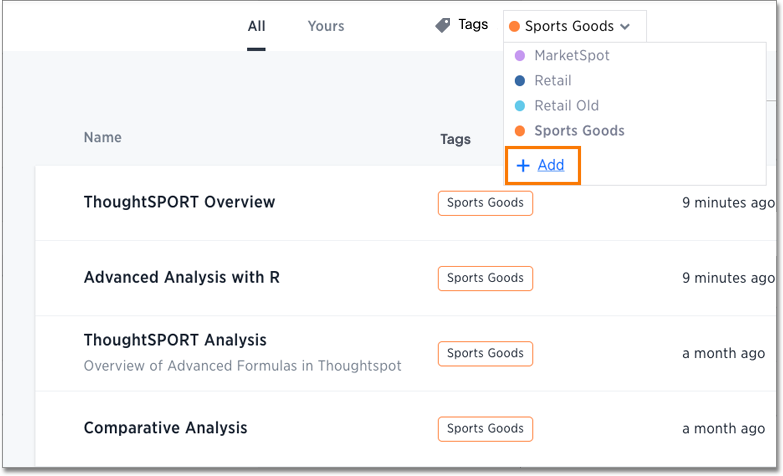 All Yours Tags Sports Goods
MarketSpot
Retail
Retail Old
Sports Goods
+ Add
Name Tags
ThoughtSPORT Overview Sports Goods 9 minutes ago
Advanced Analysis with R Sports Goods 9 minutes ago
ThoughtSPORT Analysis Sports Goods a month ago
Overview of Advanced Formulas in Thoughtspot
Comparative Analysis Sports Goods a month ago